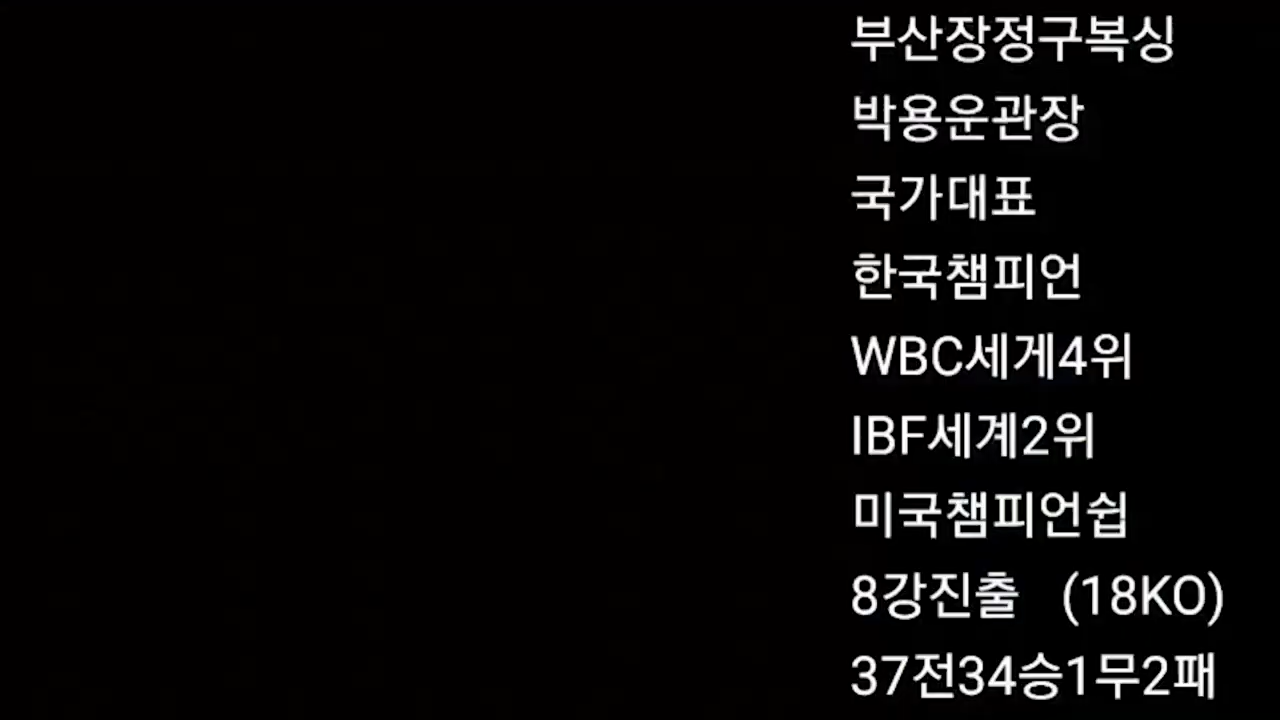 부산장정구복싱
박용운관장
국가대표
한국챔피언
WBC세게4위
IBF세계2위
미국챔피언쉽
8강진출 (18KO)
37전34승1무2패